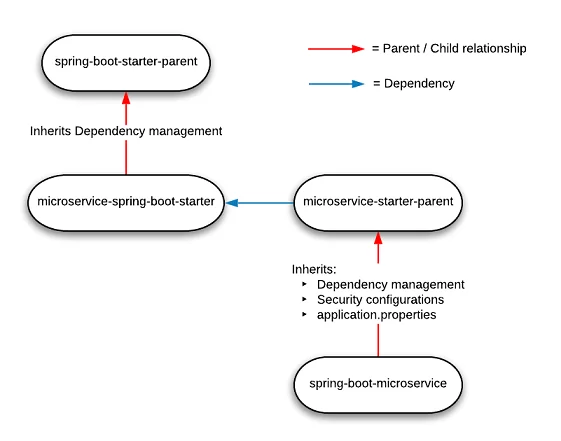 spring-boot-starter-parent
= Parent / Child relationship
= Dependency
Inherits Dependency management
microservice-spring-boot-starter
microservice-starter-parent
Inherits:
‣ Dependency management
‣ Security configurations
‣ application.properties
spring-boot-microservice